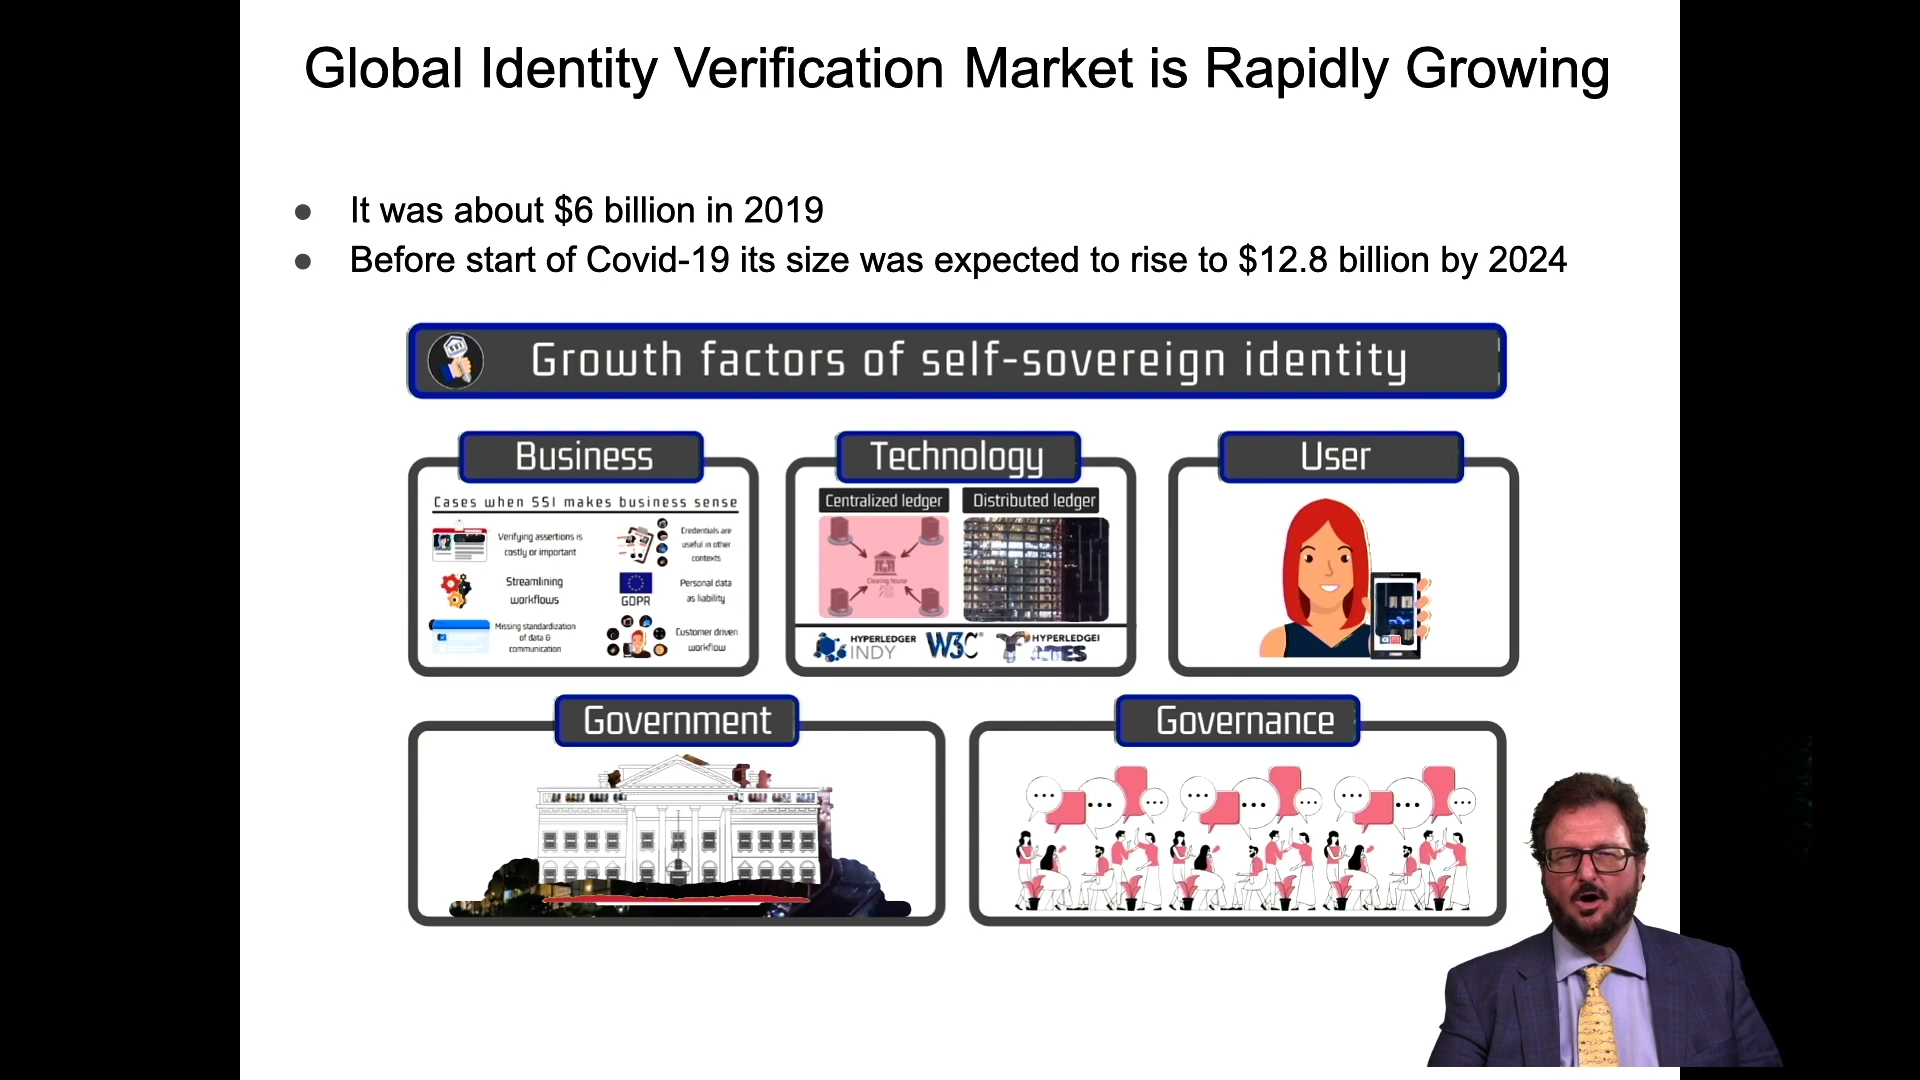 Global Identity Verification Market is Rapidly Growing
● It was about $6 billion in 2019
● Before start of Covid-19 its size was expected to rise to $12.8 billion by 2024
SSI
Growth factors of self-sovereign identity
Business
Cases when SSI makes business sense
Verifying assertions is
costly or important
Credentials are
useful in other
contexts
Streamlining
workflows
GDPR
Personal data
as liability
Missing standardization
of data &
communication
Customer driven
workflow
Technology
Centralized ledger
Distributed ledger
Clearing house
HYPERLEDGER
INDY
W3C®
HYPERLEDGE
User
Government
Governance